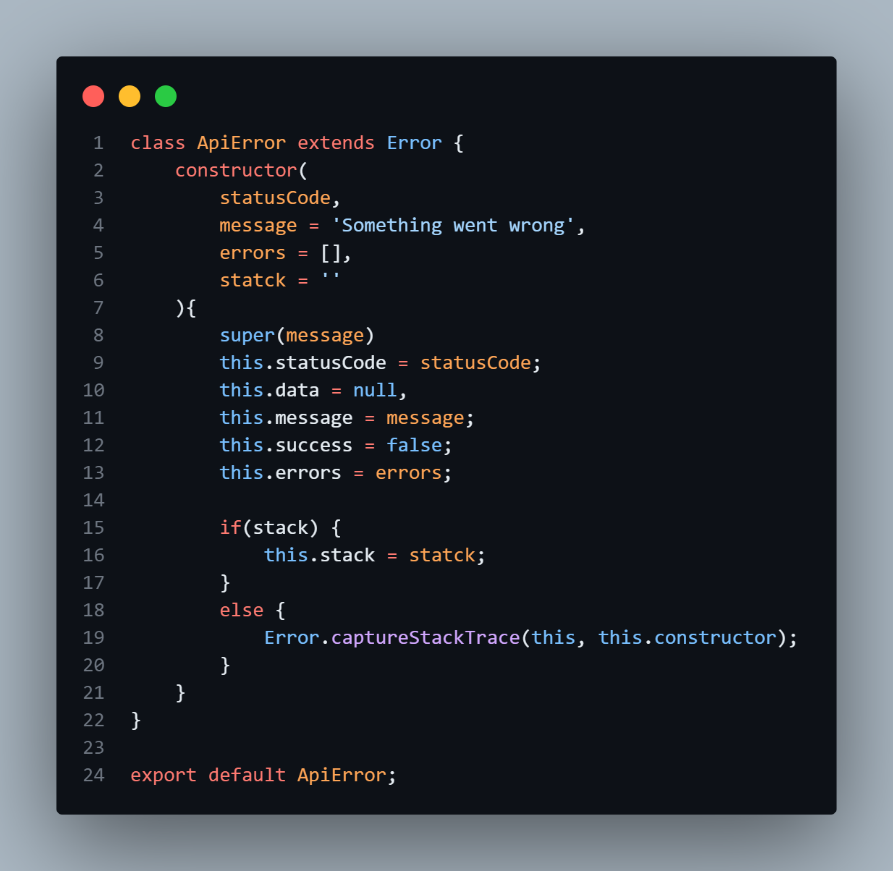 1 class ApiError extends Error {
2     constructor(
3         statusCode,
4         message = 'Something went wrong',
5         errors = [],
6         statck = ''
7     ){
8         super(message)
9         this.statusCode = statusCode;
10         this.data = null,
11         this.message = message;
12         this.success = false;
13         this.errors = errors;
14
15         if(stack) {
16             this.stack = statck;
17         }
18         else {
19             Error.captureStackTrace(this, this.constructor);
20         }
21     }
22 }
23
24 export default ApiError;